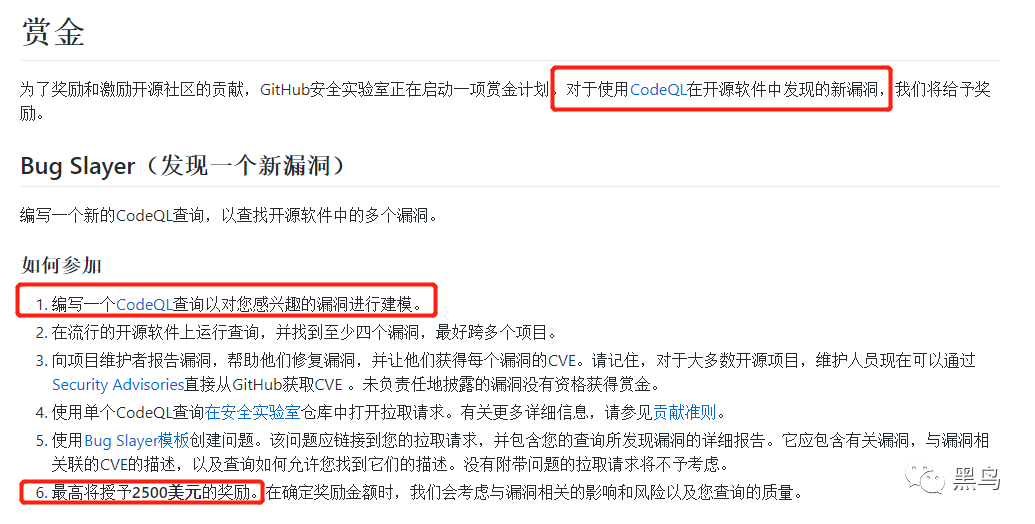 赏金
为了奖励和激励开源社区的贡献，GitHub安全实验室正在启动一项赏金计划，对于使用CodeQL在开源软件中发现的新漏洞，我们将给予奖
励。
Bug Slayer（发现一个新漏洞）
编写一个新的CodeQL查询，以查找开源软件中的多个漏洞。
如何参加
1. 编写一个CodeQL查询以对您感兴趣的漏洞进行建模。
2. 在流行的开源软件上运行查询，并找到至少四个漏洞，最好跨多个项目。
3. 向项目维护者报告漏洞，帮助他们修复漏洞，并让他们获得每个漏洞的CVE。请记住，对于大多数开源项目，维护人员现在可以通过
Security Advisories直接从GitHub获取CVE 。未负责任地披露的漏洞没有资格获得赏金。
4. 使用单个CodeQL查询在安全实验室仓库中打开拉取请求。有关更多详细信息，请参见贡献准则。
5. 使用Bug Slayer模板创建问题。该问题应链接到您的拉取请求，并包含您的查询所发现漏洞的详细报告。它应包含有关漏洞，与漏洞相
关联的CVE的描述，以及查询如何允许您找到它们的描述。没有附带问题的拉取请求将不予考虑。
6. 最高将授予2500美元的奖励。在确定奖励金额时，我们会考虑与漏洞相关的影响和风险以及您查询的质量。
黑鸟